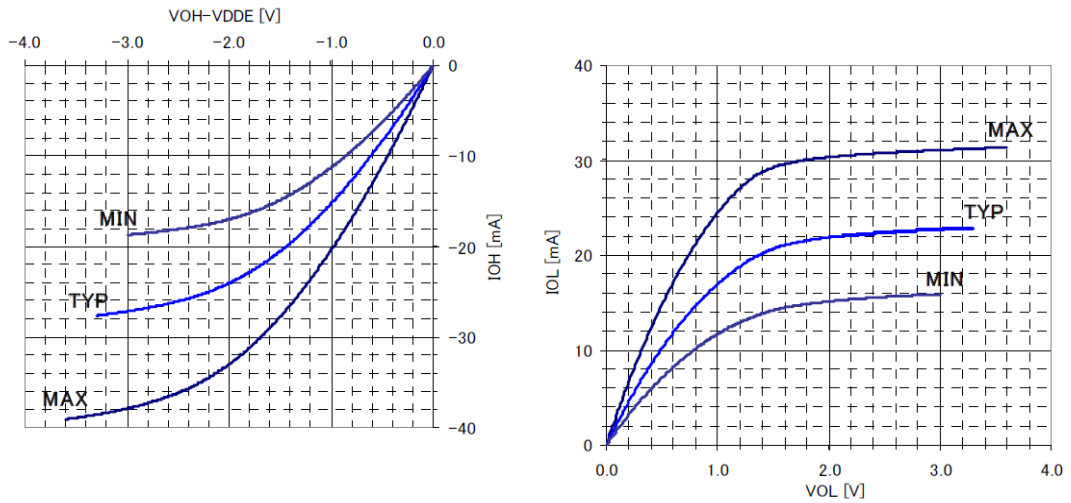 VOH-VDDE [V]
-4.0 -3.0 -2.0 -1.0 0.0
0
-10
-20
-30
-40
IOH [mA]
MIN
TYP
MAX
40
30
20
10
0
IOL [mA]
MAX
TYP
MIN
0.0 1.0 2.0 3.0 4.0
VOL [V]